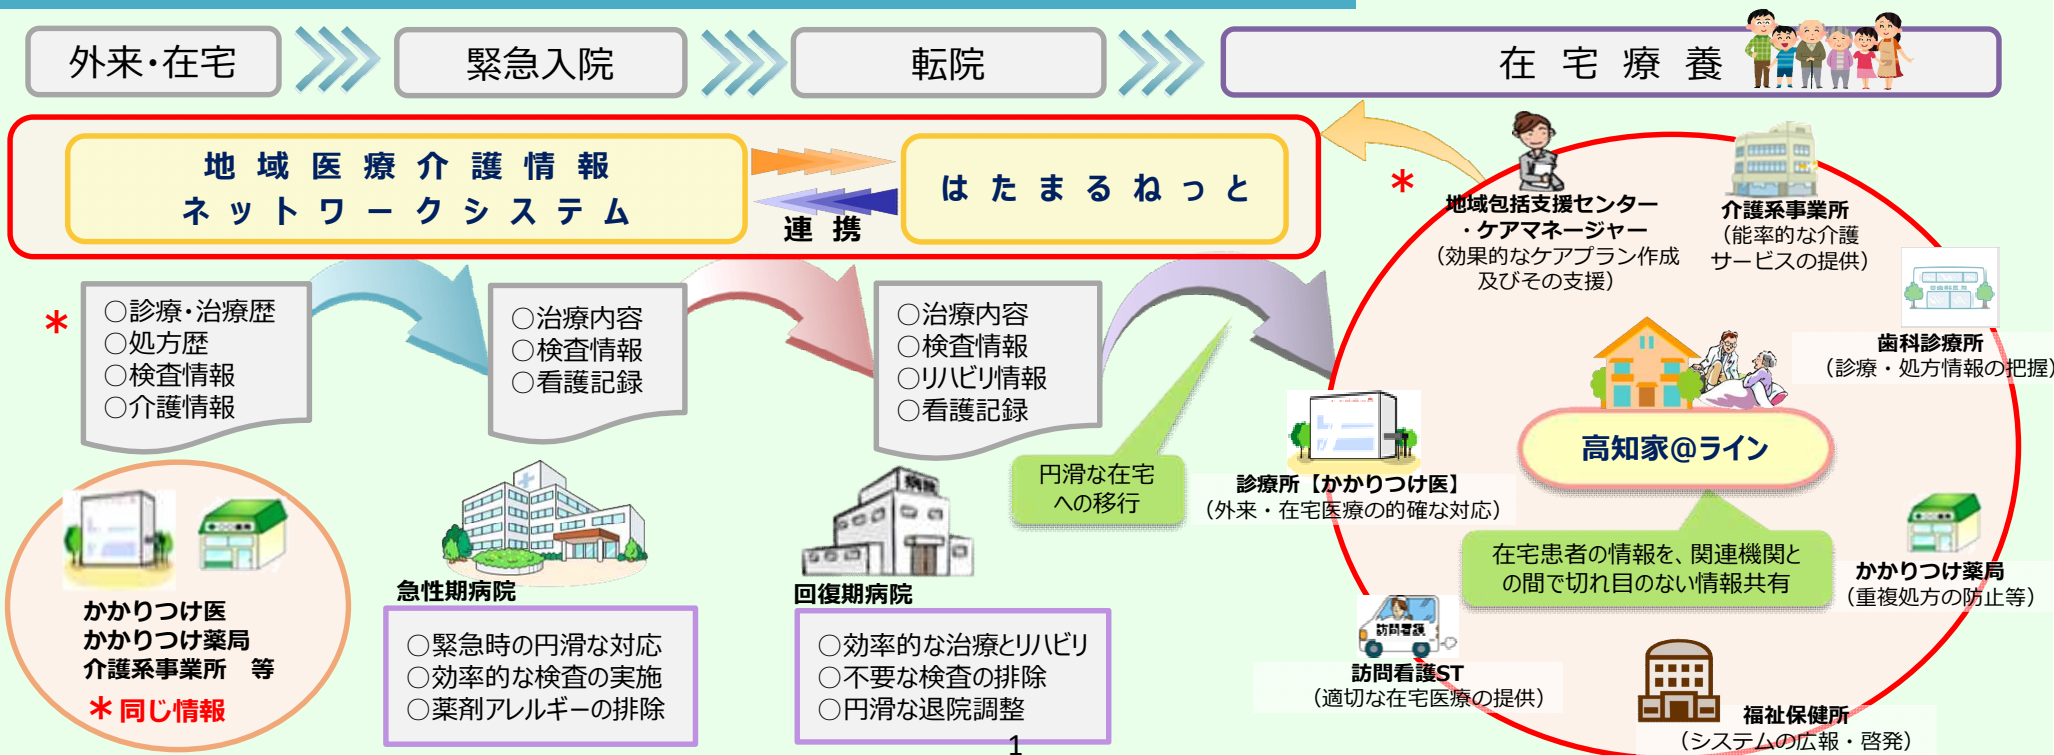 外来・在宅
緊急入院
転院
在宅療養
地域医療介護情報
ネットワークシステム
連携
はたまるねっと
＊
○診療・治療歴
○処方歴
○検査情報
○介護情報
○治療内容
○検査情報
○看護記録
○治療内容
○検査情報
○リハビリ情報
○看護記録
円滑な在宅
への移行
かかりつけ医
かかりつけ薬局
介護系事業所　等
＊同じ情報
急性期病院
○緊急時の円滑な対応
○効率的な検査の実施
○薬剤アレルギーの排除
病院
回復期病院
○効率的な治療とリハビリ
○不要な検査の排除
○円滑な退院調整
＊
地域包括支援センター
・ケアマネージャー
（効果的なケアプラン作成
及びその支援）
介護系事業所
（能率的な介護
サービスの提供）
歯科診療所
（診療・処方情報の把握）
高知家@ライン
診療所【かかりつけ医】
（外来・在宅医療の的確な対応）
在宅患者の情報を、関連機関と
の間で切れ目のない情報共有
かかりつけ薬局
（重複処方の防止等）
訪問看護
訪問看護ST
（適切な在宅医療の提供）
福祉保健所
（システムの広報・啓発）
1